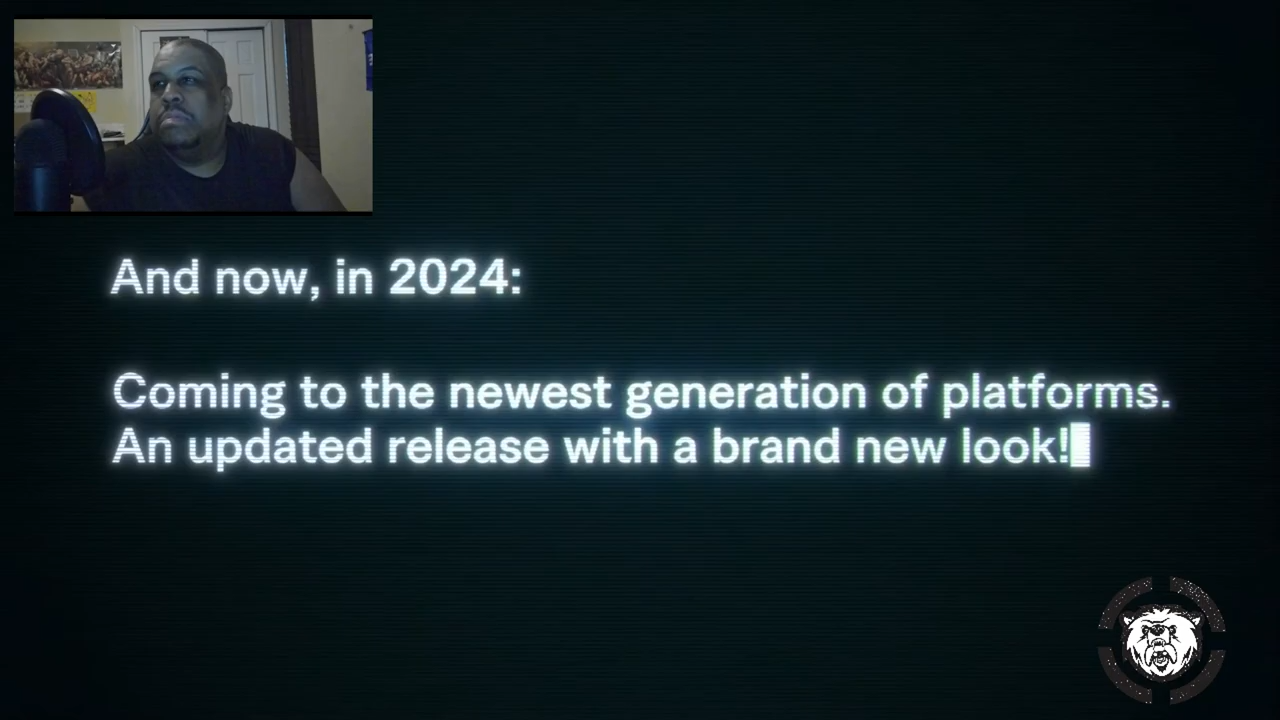 And now, in 2024:
Coming to the newest generation of platforms.
An updated release with a brand new look!